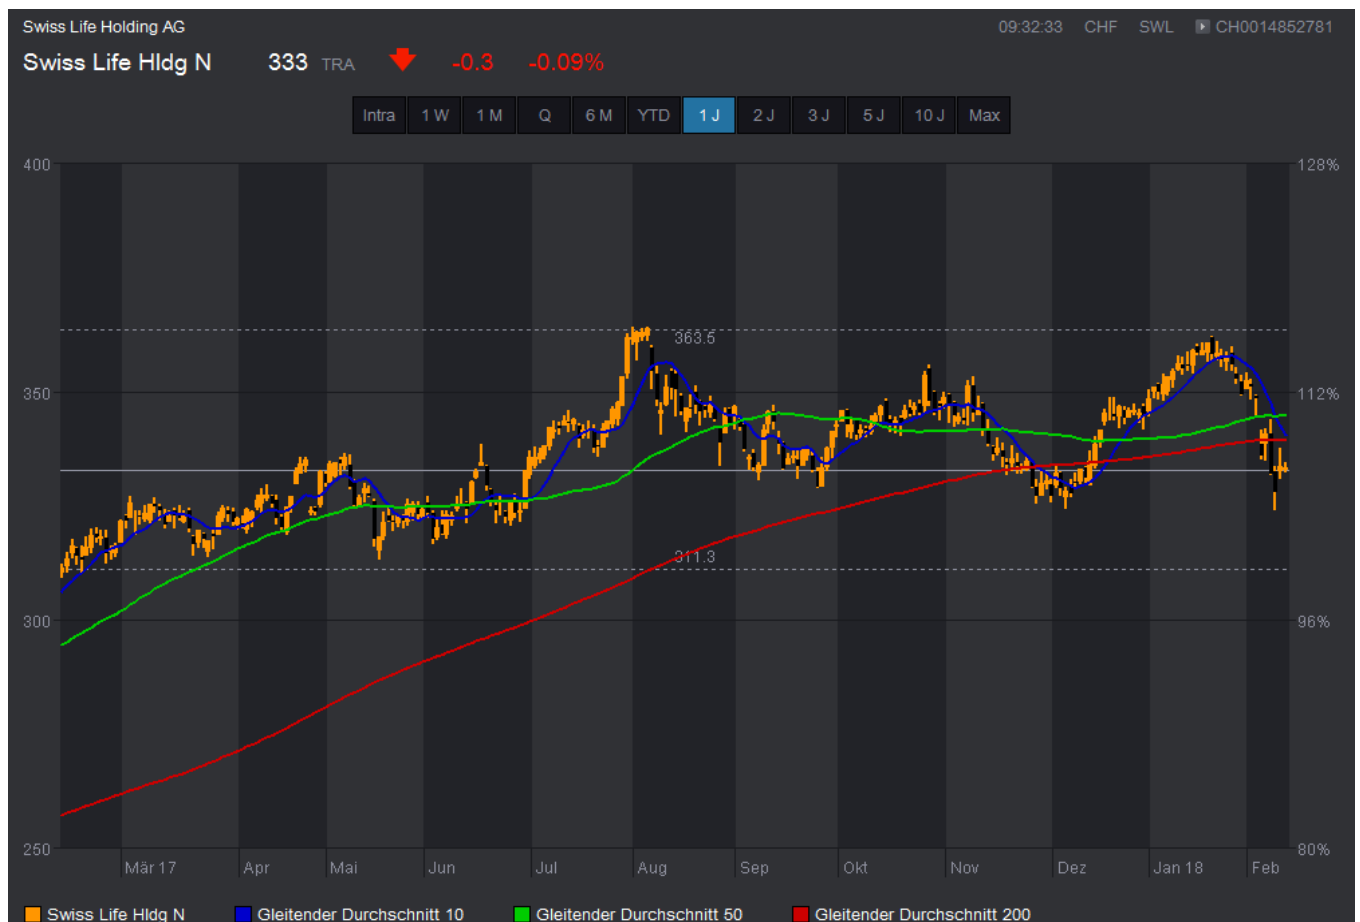 Swiss Life Holding AG 09:32:33 CHF SWL CH0014852781
Swiss Life Hldg N 333 TRA -0.3 -0.09%
Intra 1 W 1 M Q 6 M YTD 1 J 2 J 3 J 5 J 10 J Max
400 128%
363.5
350 112%
311.3
300 96%
250 80%
Mär 17 Apr Mai Jun Jul Aug Sep Okt Nov Dez Jan 18 Feb
Swiss Life Hldg N Gleitender Durchschnitt 10 Gleitender Durchschnitt 50 Gleitender Durchschnitt 200